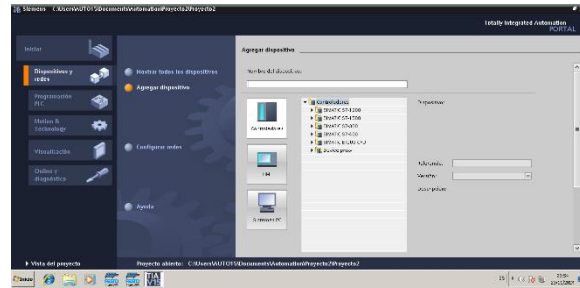 Siemens - C:\Users\AUTO15\Documents\Automation\Proyecto2\Proyecto2
Totally Integrated Automation
PORTAL
Iniciar
Dispositivos y
redes
Programación
PLC
Motion &
Technology
Visualización
Online y
diagnóstico
Vista del proyecto
Mostrar todos los dispositivos
Agregar dispositivo
Configurar redes
Ayuda
Agregar dispositivo
Nombre del dispositivo:
Controladores
HMI
Sistemas PC
Controladores
SIMATIC S7-1200
SIMATIC S7-1500
SIMATIC S7-300
SIMATIC S7-400
Dispositivo:
Referencia:
Versión:
Descripción:
Proyecto abierto: C:\Users\AUTO15\Documents\Automation\Proyecto2\Proyecto2
Inicio
ES